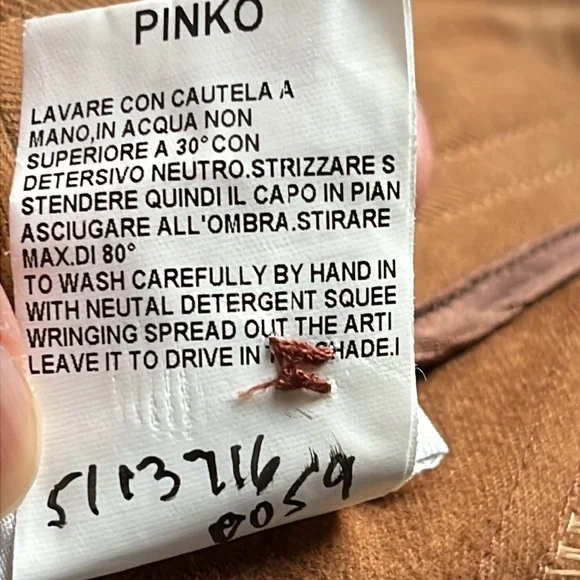 PINKO
LAVARE CON CAUTELA A
MANO,IN ACQUA NON
SUPERIORE A 30° CON
DETERSIVO NEUTRO.STRIZZARE S
STENDERE QUINDI IL CAPO IN PIAN
ASCIUGARE ALL'OMBRA.STIRARE
MAX.DI 80°
TO WASH CAREFULLY BY HAND IN
WITH NEUTAL DETERGENT SQUEE
WRINGING SPREAD OUT THE ARTI
LEAVE IT TO DRIVE IN HADE.I
5113716
0059